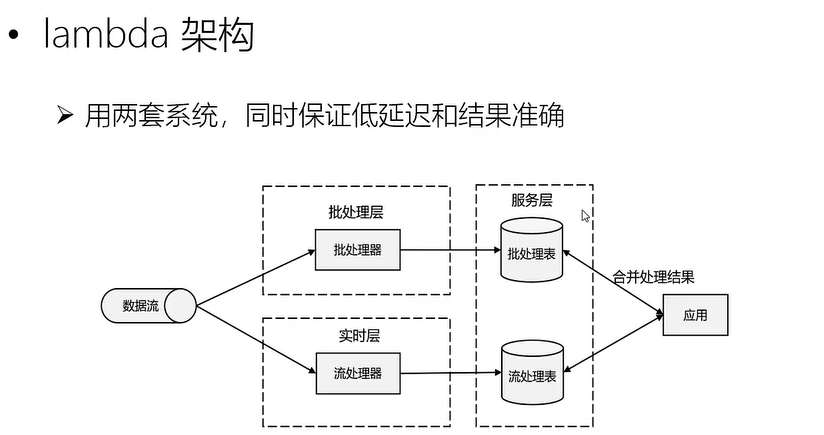 • lambda 架构
➢ 用两套系统，同时保证低延迟和结果准确
批处理层
服务层
批处理器
批处理表
合并处理结果
数据流
应用
实时层
流处理器
流处理表